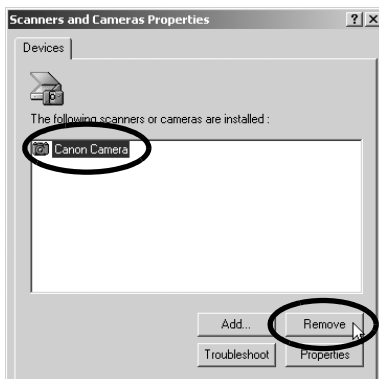 Scanners and Cameras Properties
Devices
The following scanners or cameras are installed :
Canon Camera
Add...
Remove
Troubleshoot
Properties